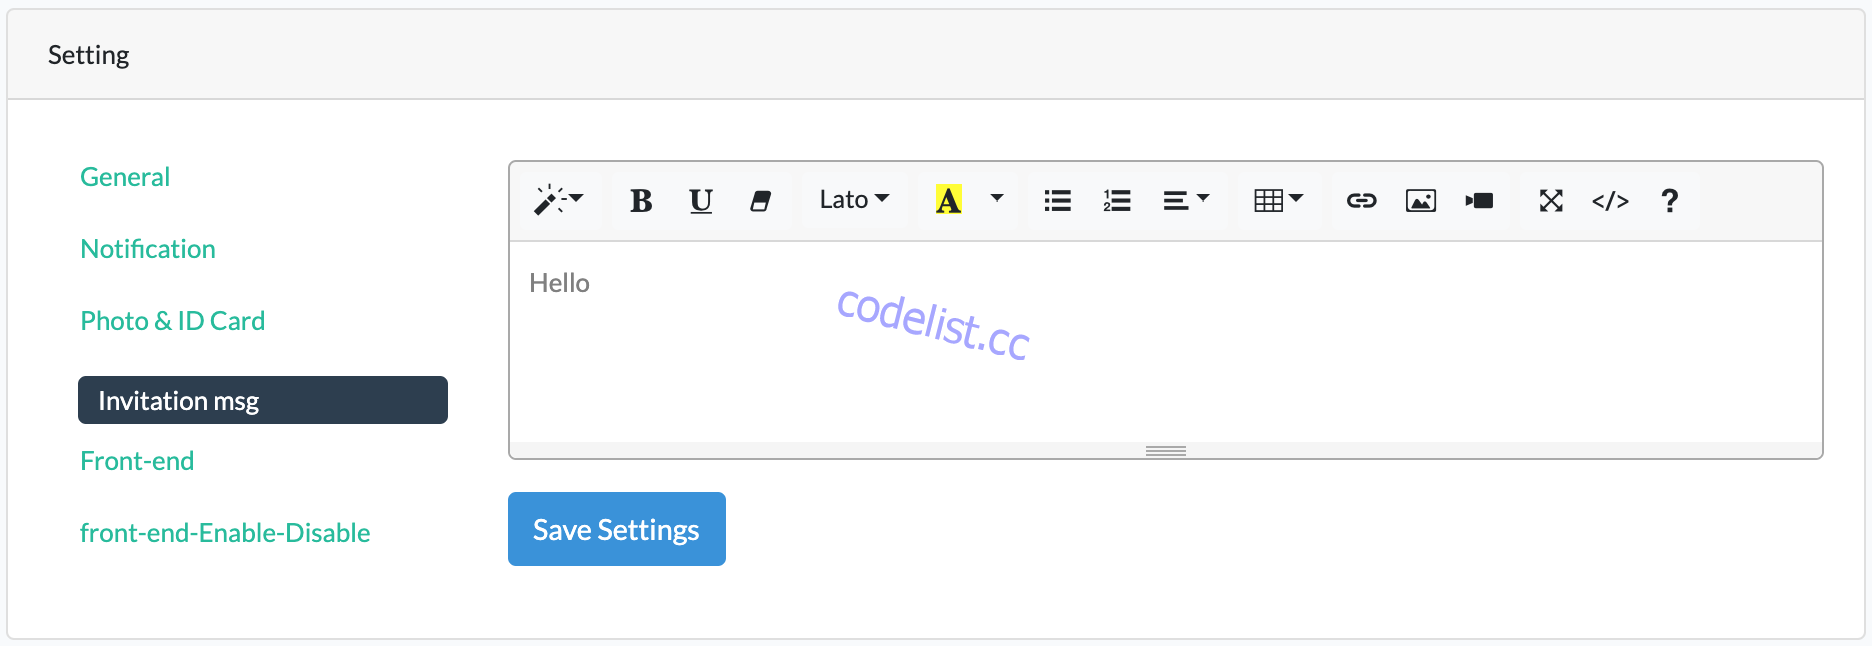 Setting
General
Notification
Photo & ID Card
Invitation msg
Front-end
front-end-Enable-Disable
B U Lato A </> ?
Hello
codelist.cc
Save Settings